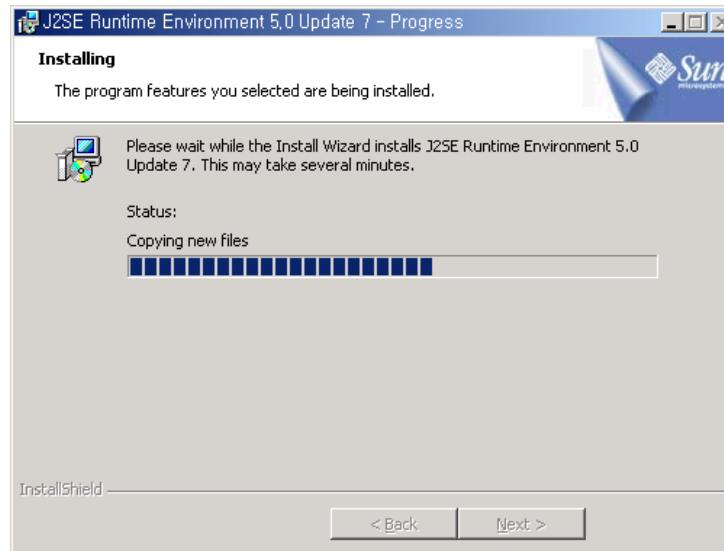 J2SE Runtime Environment 5.0 Update 7 - Progress
Installing
The program features you selected are being installed.
Sun
microsystems
Please wait while the Install Wizard installs J2SE Runtime Environment 5.0
Update 7. This may take several minutes.
Status:
Copying new files
InstallShield
< Back
Next >